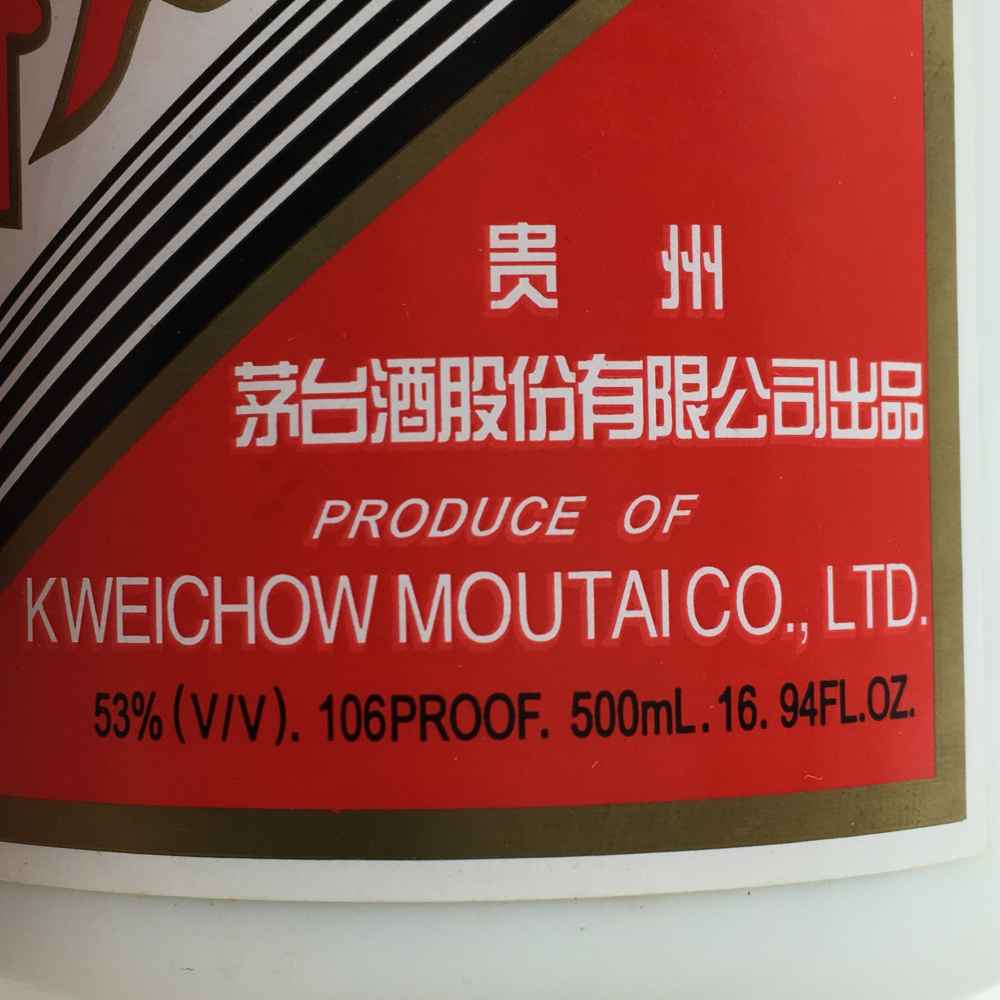 贵 州
茅台酒股份有限公司出品
PRODUCE OF
KWEICHOW MOUTAI CO., LTD.
53% (V/V). 106PROOF. 500mL. 16. 94FL.OZ.